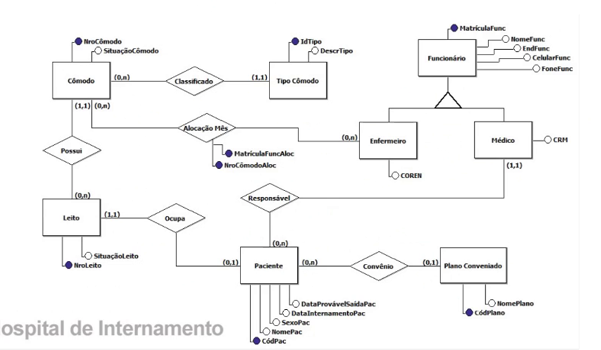 MatrículaFunc
NroCômodo
SituaçãoCômodo
IdTipo
DescrTipo
NomeFunc
EndFunc
CelularFunc
FoneFunc
Funcionário
Cômodo
(0,n)
Classificado
(1,1)
Tipo Cômodo
(1,1)
(0,n)
Alocação Mês
(0,n)
Enfermeiro
Médico
CRM
MatrículaFuncAloc
NroCômodoAloc
Possui
(1,1)
COREN
(0,n)
Responsável
Leito
(1,1)
Ocupa
(0,n)
SituaçãoLeito
NroLeito
(0,1)
Paciente
(0,n)
Convênio
(0,1)
Plano Conveniado
DataProvávelSaídaPac
DataInternamentoPac
SexoPac
NomePac
CódPac
NomePlano
CódPlano
ospital de Internamento